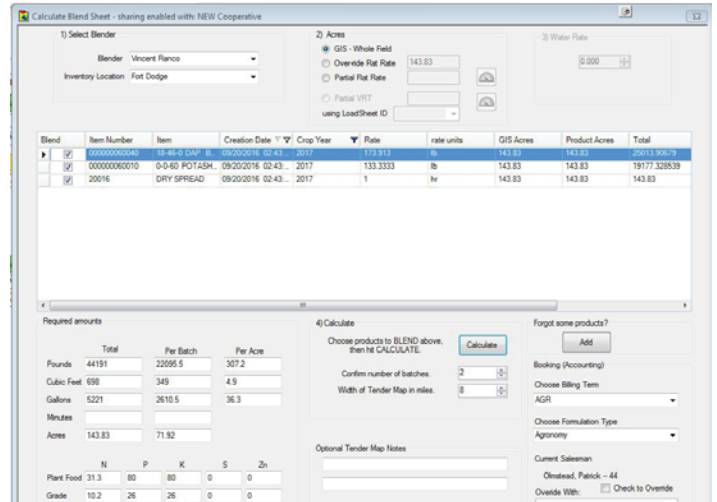 Calculate Blend Sheet - sharing enabled with: NEW Cooperative
1) Select Blender
Blender Vincent Ranco
Inventory Location Fort Dodge
2) Acres
GIS - Whole Field
Override Rat Rate 143.83
Partial Rat Rate
Partial VRT
using LoadSheet ID
3) Water Rate
0.000
Blend Item Number Item Creation Date Crop Year Rate rate units GIS Acres Product Acres Total
000000060040 18-46-0 DAP B.. 09/20/2016 02:43... 2017 173.913 lb 143.83 143.83 25013.90679
000000060010 0-0-60 POTASH... 09/20/2016 02:43... 2017 133.3333 lb 143.83 143.83 19177.328539
20016 DRY SPREAD 09/20/2016 02:43... 2017 1 hr 143.83 143.83 143.83
Required amounts
Total Per Batch Per Acre
Pounds 44191 22095.5 307.2
Cubic Feet 698 349 4.9
Gallons 5221 2610.5 36.3
Minutes
Acres 143.83 71.92
N P K S Zn
Plant Food 31.3 80 80 0 0
Grade 10.2 26 26 0 0
4) Calculate
Choose products to BLEND above,
then hit CALCULATE.
Calculate
Confirm number of batches. 2
Width of Tender Map in miles. 8
Optional Tender Map Notes
Forgot some products?
Add
Booking (Accounting)
Choose Billing Term
AGR
Choose Formulation Type
Agronomy
Current Salesman
Olmstead, Patrick -- 44
Overide With: Check to Override